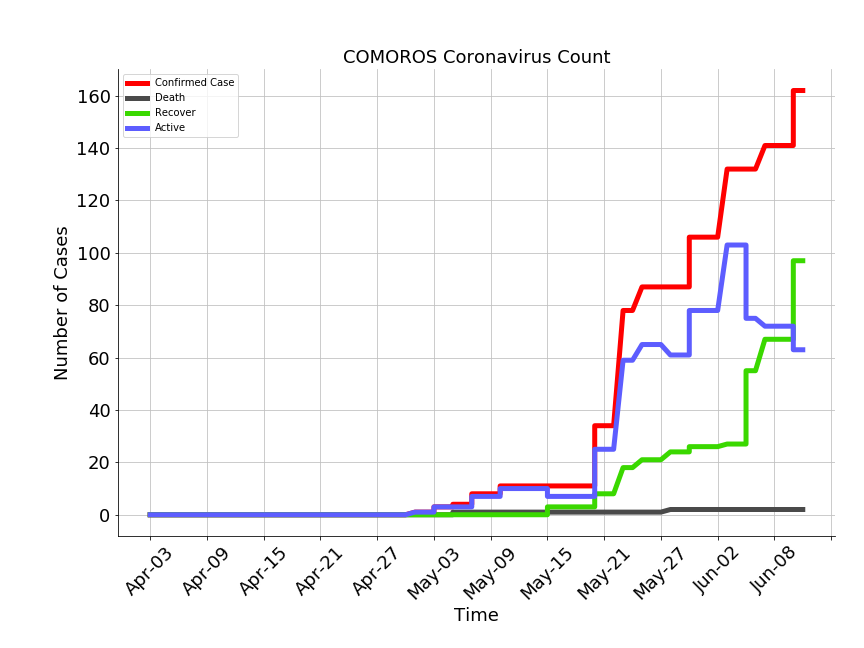 COMOROS Coronavirus Count
Confirmed Case
Death
Recover
Active
160
140
120
100
80
60
40
20
0
Number of Cases
Apr-03
Apr-09
Apr-15
Apr-21
Apr-27
May-03
May-09
May-15
May-21
May-27
Jun-02
Jun-08
Time